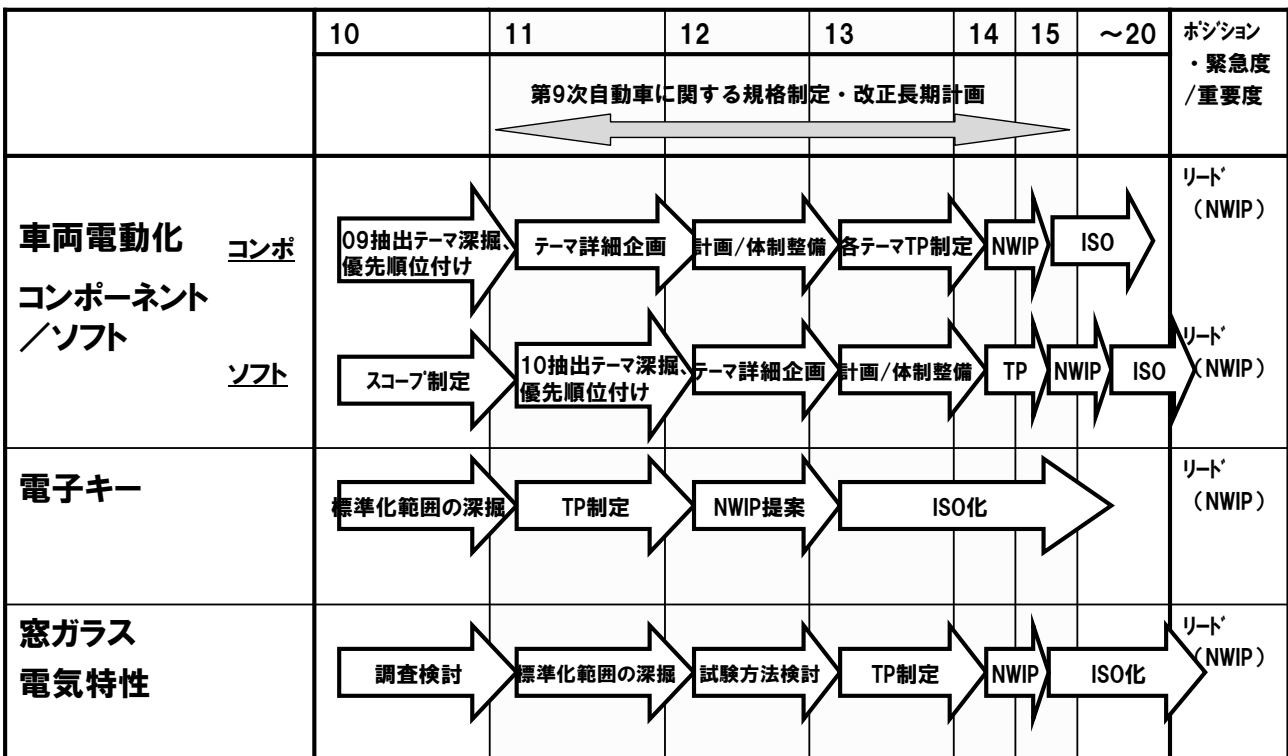 10 11 12 13 14 15 ～20 ポジション
・緊急度
/重要度
第9次自動車に関する規格制定・改正長期計画
車両電動化
コンポーネント
／ソフト
コンポ
09抽出テーマ深掘、
優先順位付け
テーマ詳細企画
計画/体制整備
各テーマTP制定
NWIP
ISO
リード
（NWIP）
ソフト
スコープ制定
10抽出テーマ深掘、
優先順位付け
テーマ詳細企画
計画/体制整備
TP
NWIP
ISO
リード
（NWIP）
電子キー
標準化範囲の深掘
TP制定
NWIP提案
ISO化
リード
（NWIP）
窓ガラス
電気特性
調査検討
標準化範囲の深掘
試験方法検討
TP制定
NWIP
ISO化
リード
（NWIP）